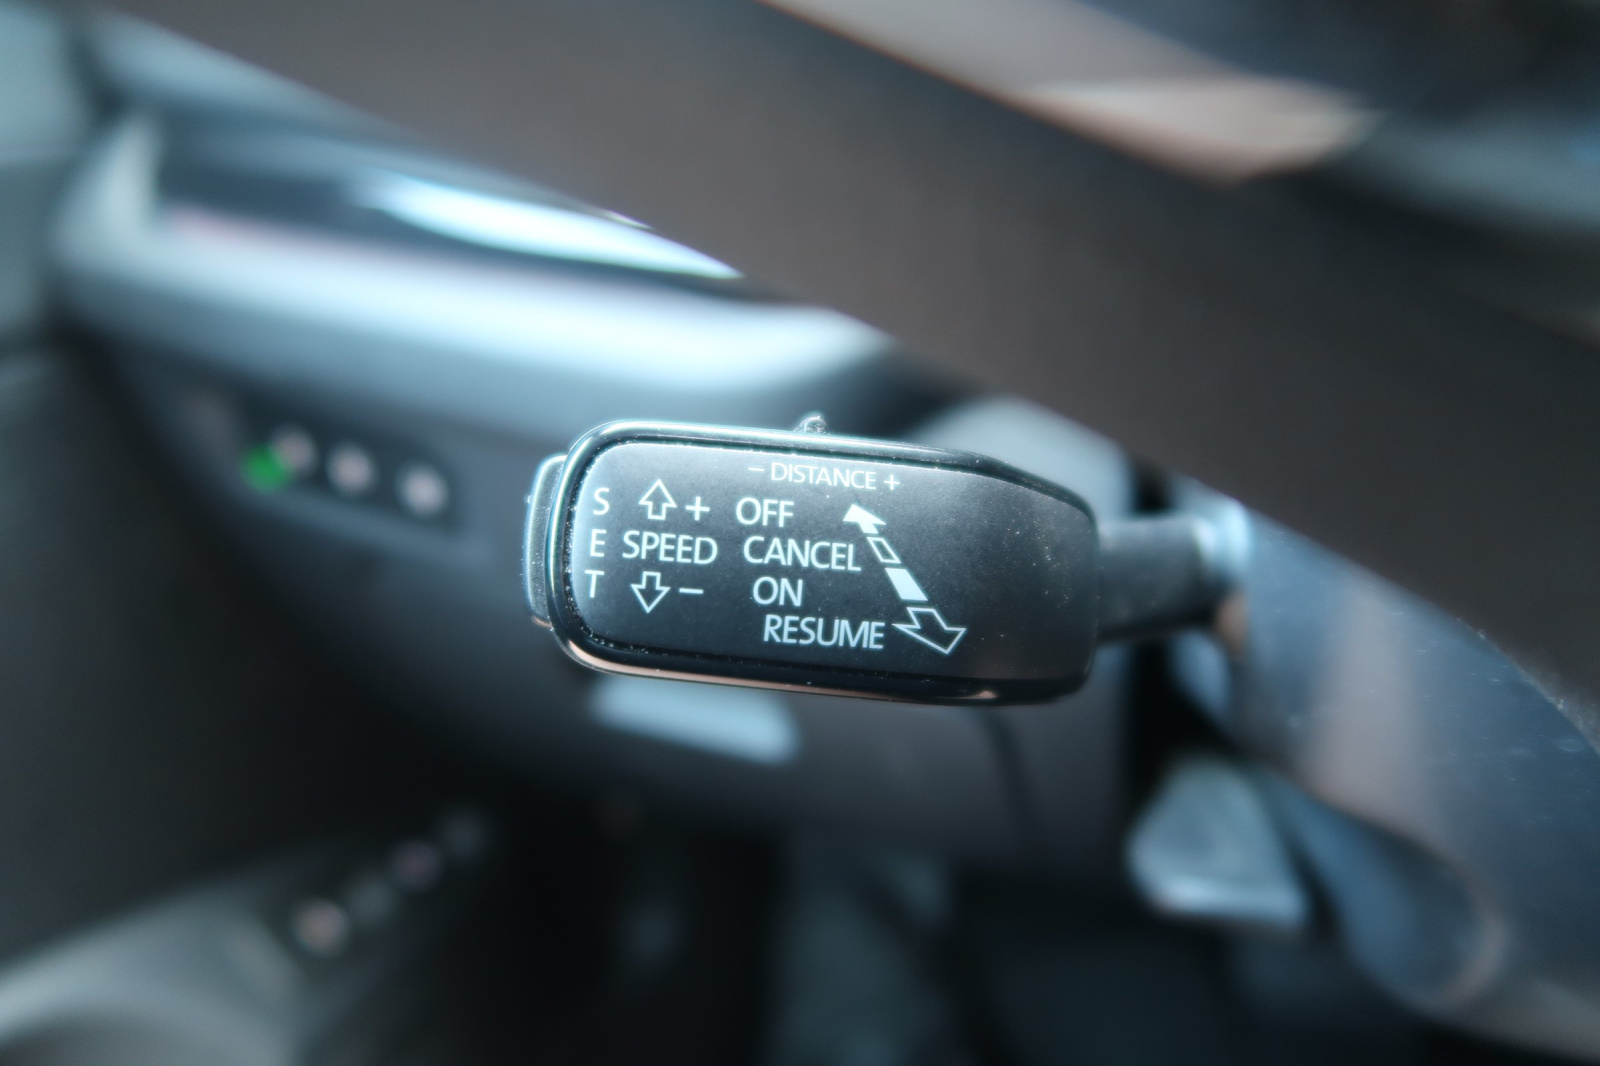 − DISTANCE +
S + OFF
E SPEED CANCEL
T − ON
RESUME